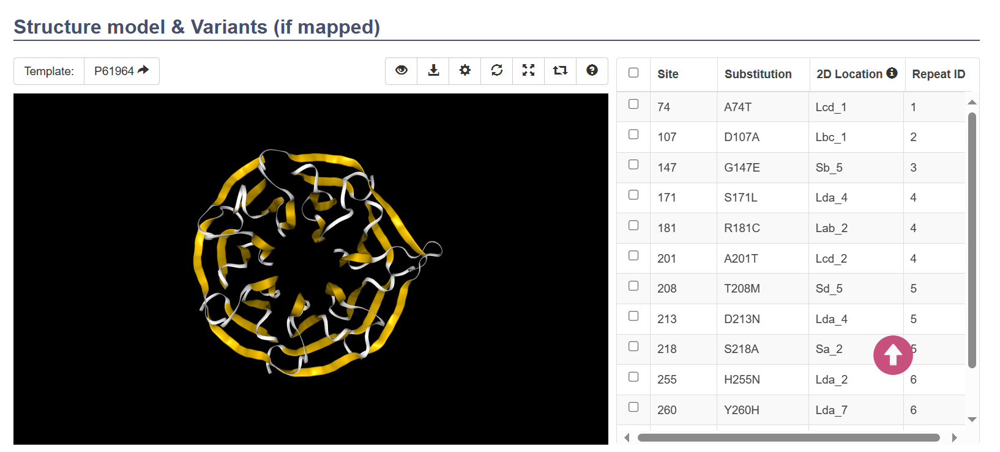 Structure model & Variants (if mapped)
Template: P61964
Site Substitution 2D Location Repeat ID
74 A74T Lcd_1 1
107 D107A Lbc_1 2
147 G147E Sb_5 3
171 S171L Lda_4 4
181 R181C Lab_2 4
201 A201T Lcd_2 4
208 T208M Sd_5 5
213 D213N Lda_4 5
218 S218A Sa_2 5
255 H255N Lda_2 6
260 Y260H Lda_7 6